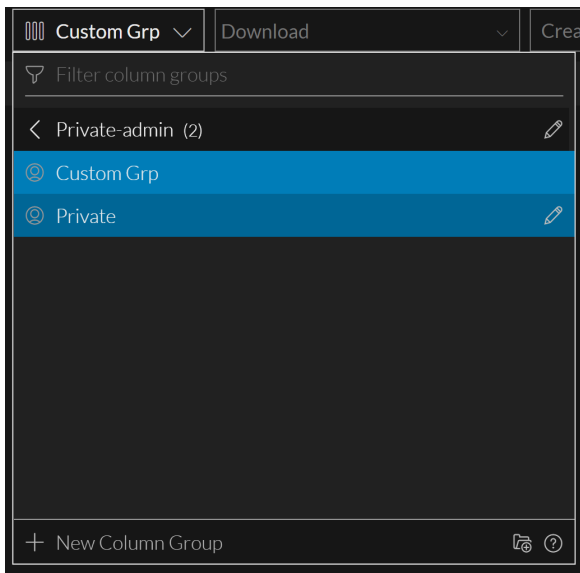 Custom Grp
Download
Crea
Filter column groups
Private-admin (2)
Custom Grp
Private
New Column Group